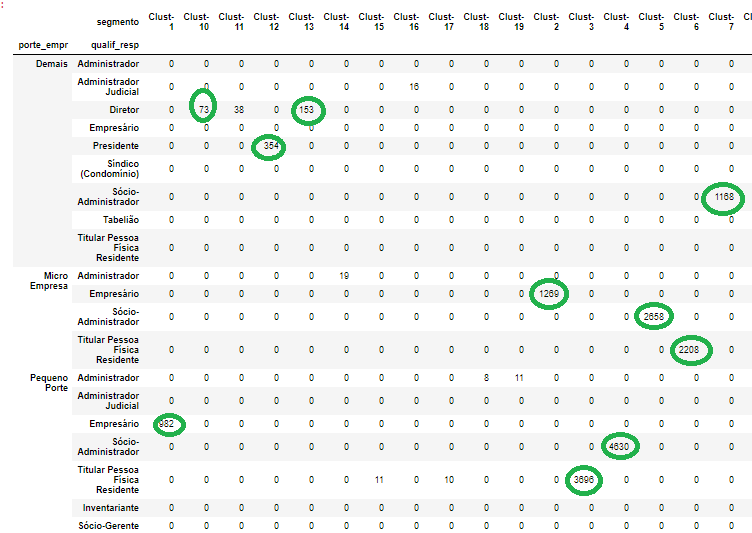 :
segmento Clust- Clust- Clust- Clust- Clust- Clust- Clust- Clust- Clust- Clust- Clust- Clust- Clust- Clust- Clust- Clust- Cl
1 10 11 12 13 14 15 16 17 18 19 2 3 4 5 6 7
porte_empr qualif_resp
Demais Administrador 0 0 0 0 0 0 0 0 0 0 0 0 0 0 0 0 0
Administrador
Judicial 0 0 0 0 0 0 0 16 0 0 0 0 0 0 0 0 0
Diretor 0 73 38 0 153 0 0 0 0 0 0 0 0 0 0 0 0
Empresário 0 0 0 0 0 0 0 0 0 0 0 0 0 0 0 0 0
Presidente 0 0 0 354 0 0 0 0 0 0 0 0 0 0 0 0 0
Síndico
(Condomínio) 0 0 0 0 0 0 0 0 0 0 0 0 0 0 0 0 0
Sócio-
Administrador 0 0 0 0 0 0 0 0 0 0 0 0 0 0 0 0 1168
Tabelião 0 0 0 0 0 0 0 0 0 0 0 0 0 0 0 0 0
Titular Pessoa
Física
Residente 0 0 0 0 0 0 0 0 0 0 0 0 0 0 0 0 0
Micro
Empresa Administrador 0 0 0 0 0 19 0 0 0 0 0 0 0 0 0 0 0
Empresário 0 0 0 0 0 0 0 0 0 0 0 1269 0 0 0 0 0
Sócio-
Administrador 0 0 0 0 0 0 0 0 0 0 0 0 0 0 2658 0 0
Titular Pessoa
Física
Residente 0 0 0 0 0 0 0 0 0 0 0 0 0 0 0 2208 0
Pequeno
Porte Administrador 0 0 0 0 0 0 0 0 0 8 11 0 0 0 0 0 0
Administrador
Judicial 0 0 0 0 0 0 0 0 0 0 0 0 0 0 0 0 0
Empresário 982 0 0 0 0 0 0 0 0 0 0 0 0 0 0 0 0
Sócio-
Administrador 0 0 0 0 0 0 0 0 0 0 0 0 0 4630 0 0 0
Titular Pessoa
Física
Residente 0 0 0 0 0 0 11 0 10 0 0 0 3696 0 0 0 0
Inventariante 0 0 0 0 0 0 0 0 0 0 0 0 0 0 0 0 0
Sócio-Gerente 0 0 0 0 0 0 0 0 0 0 0 0 0 0 0 0 0